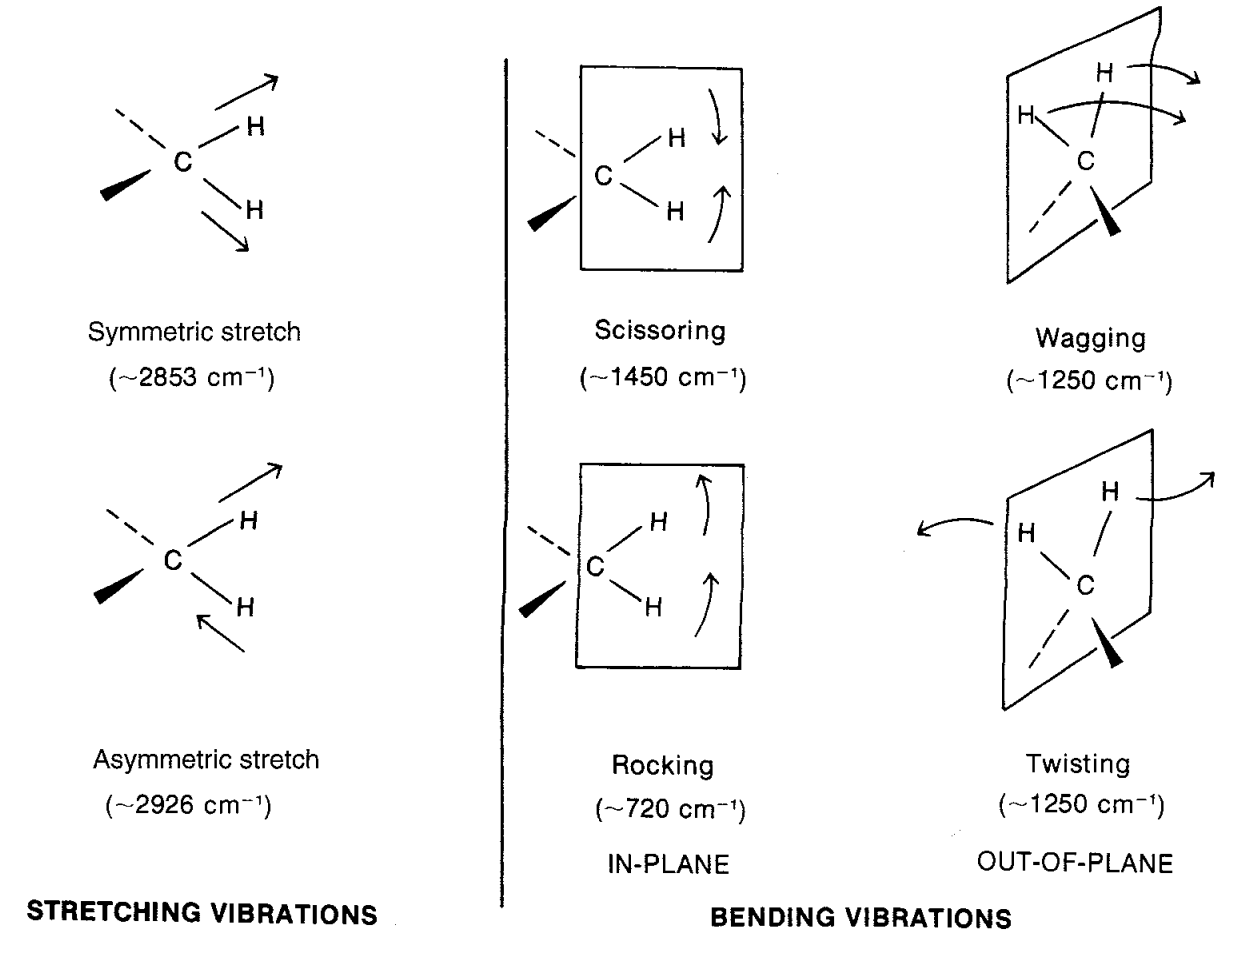 C
H
H
Symmetric stretch
(~2853 cm⁻¹)
C
H
H
Asymmetric stretch
(~2926 cm⁻¹)
STRETCHING VIBRATIONS
C
H
H
Scissoring
(~1450 cm⁻¹)
H
H
C
Wagging
(~1250 cm⁻¹)
C
H
H
Rocking
(~720 cm⁻¹)
IN-PLANE
H
H
C
Twisting
(~1250 cm⁻¹)
OUT-OF-PLANE
BENDING VIBRATIONS